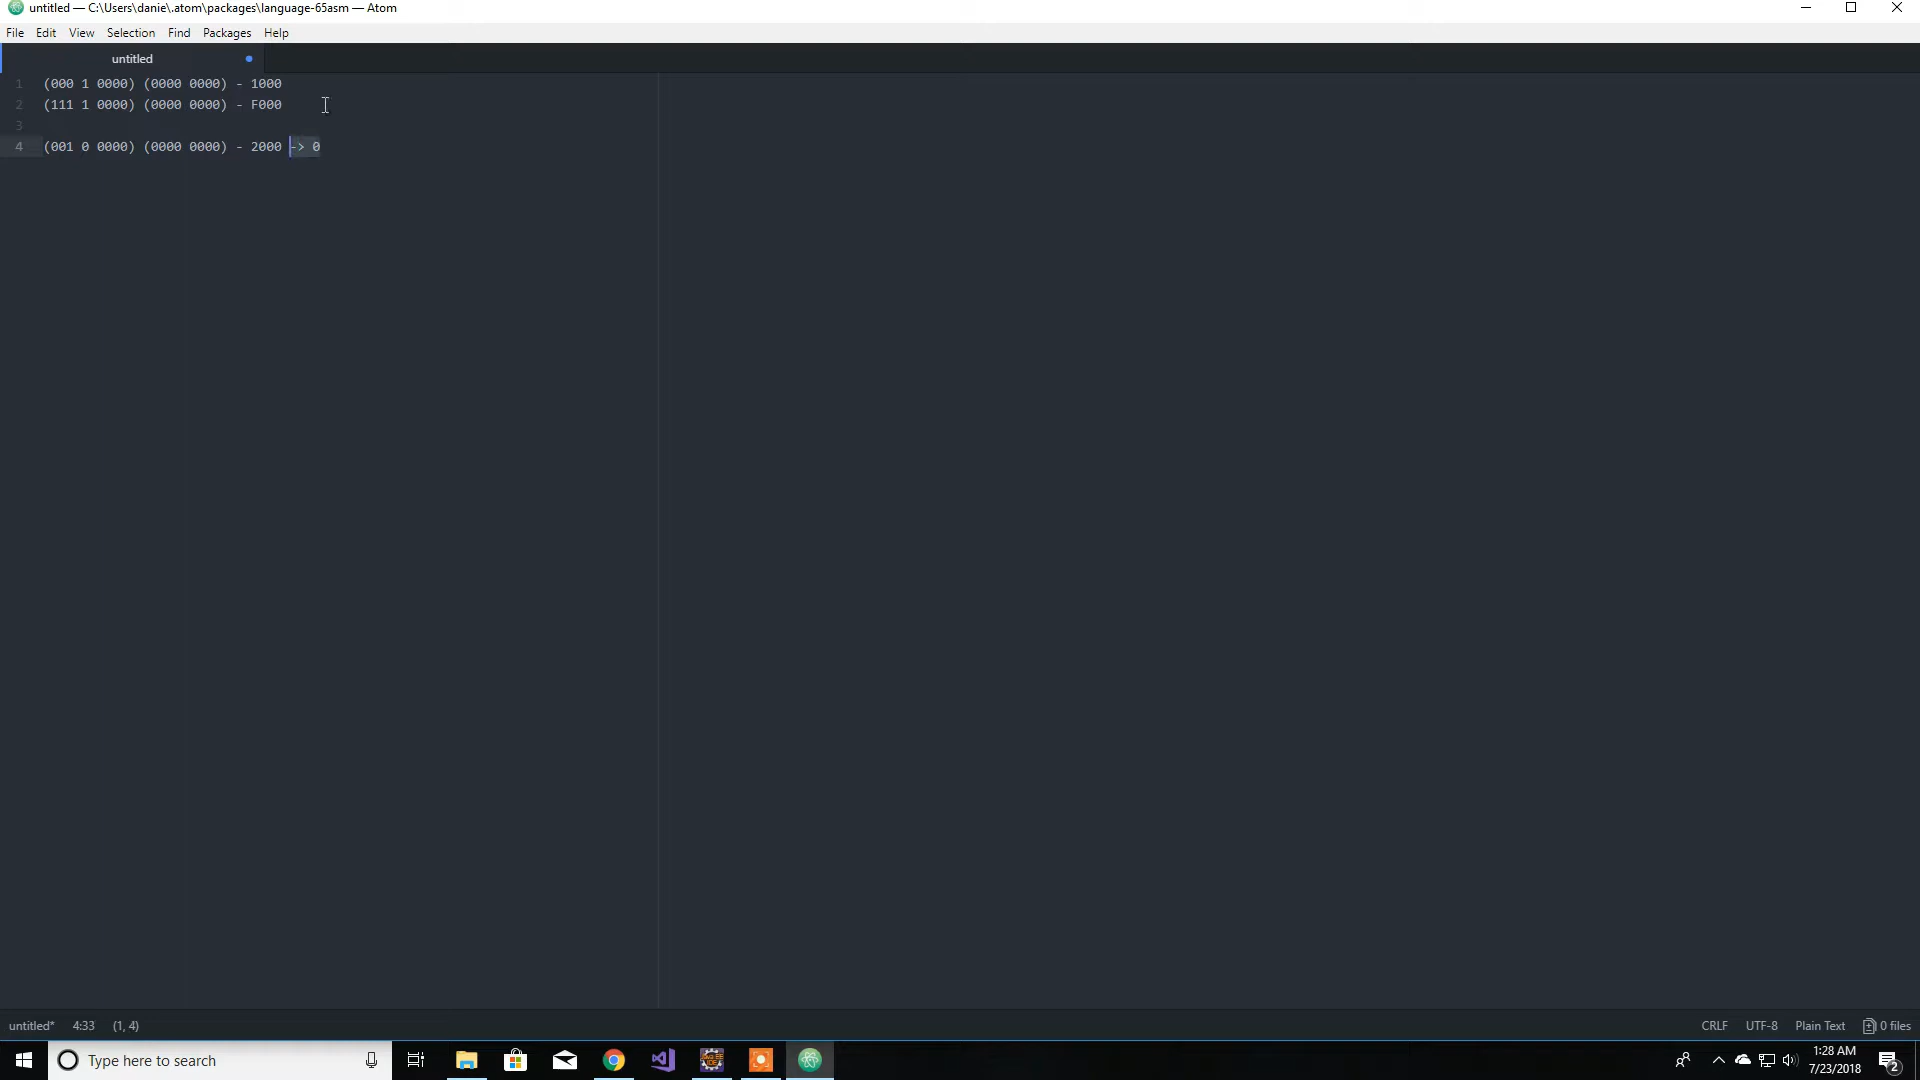 untitled — C:\Users\danie\.atom\packages\language-65asm — Atom
File Edit View Selection Find Packages Help
untitled
1 (000 1 0000) (0000 0000) - 1000
2 (111 1 0000) (0000 0000) - F000
3
4 (001 0 0000) (0000 0000) - 2000 -> 0
untitled* 4:33 (1, 4) CRLF UTF-8 Plain Text 0 files
Type here to search
1:28 AM
7/23/2018
2